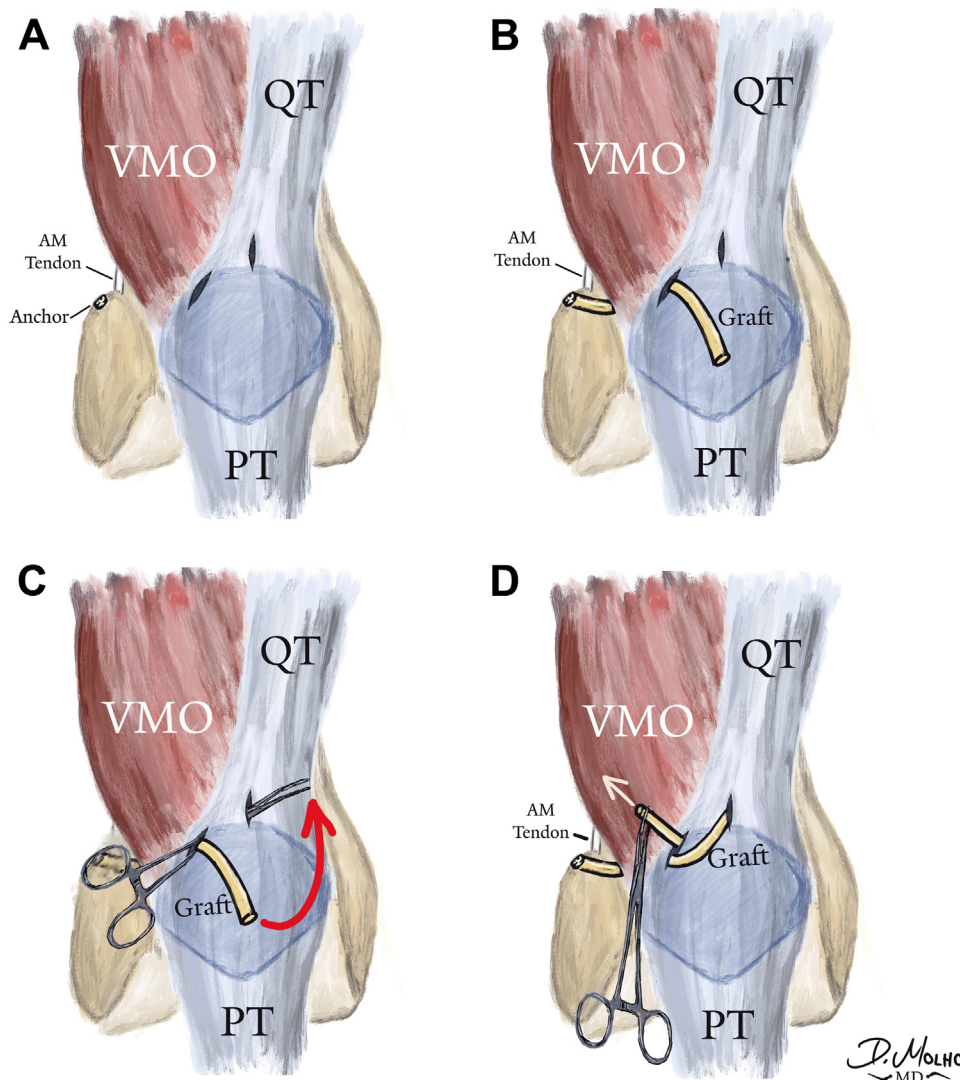 A
QT
VMO
AM
Tendon
Anchor
PT
B
QT
VMO
AM
Tendon
Graft
PT
C
QT
VMO
Graft
PT
D
QT
VMO
AM
Tendon
Graft
PT
D. MOLHO
MD